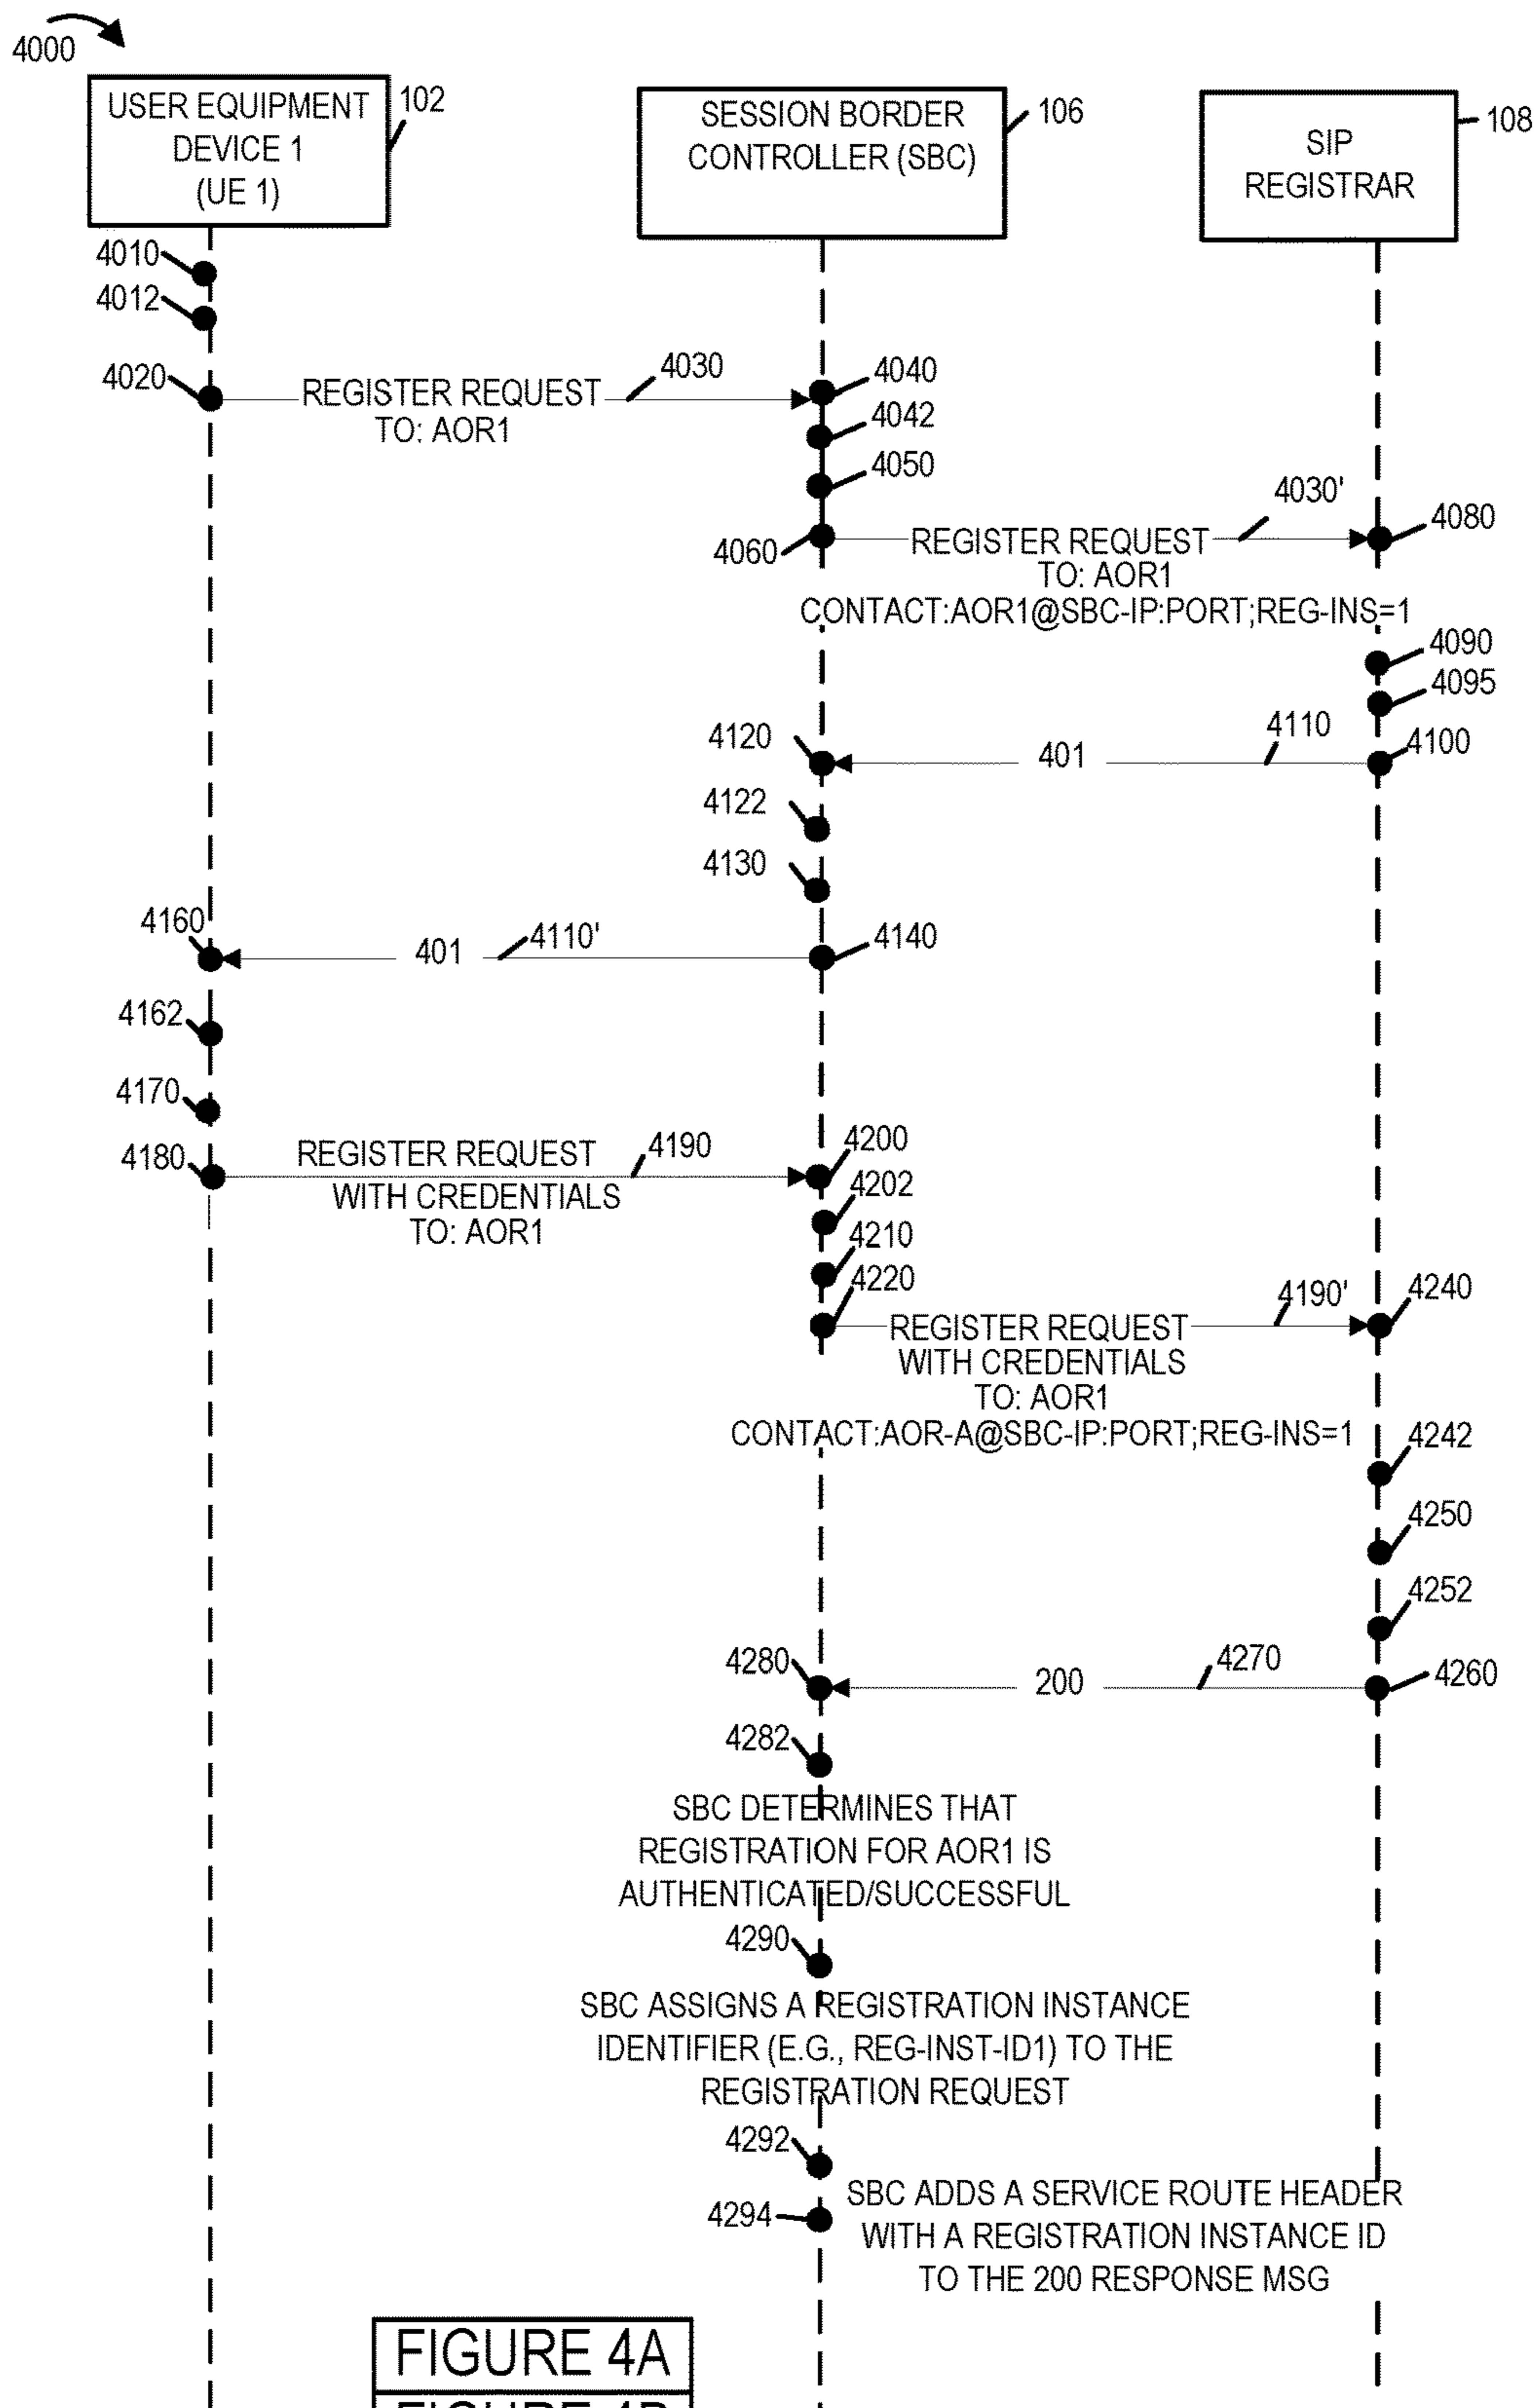 4000
USER EQUIPMENT
DEVICE 1
(UE 1)
102
SESSION BORDER
CONTROLLER (SBC)
106
SIP
REGISTRAR
108
4010
4012
4020
REGISTER REQUEST
TO: AOR1
4030
4040
4042
4050
4060
REGISTER REQUEST
TO: AOR1
CONTACT:AOR1@SBC-IP:PORT;REG-INS=1
4030'
4080
4090
4095
4100
4110
401
4120
4122
4130
4140
4110'
401
4160
4162
4170
4180
REGISTER REQUEST
WITH CREDENTIALS
TO: AOR1
4190
4200
4202
4210
4220
REGISTER REQUEST
WITH CREDENTIALS
TO: AOR1
CONTACT:AOR-A@SBC-IP:PORT;REG-INS=1
4190'
4240
4242
4250
4252
4260
4270
200
4280
4282
SBC DETERMINES THAT
REGISTRATION FOR AOR1 IS
AUTHENTICATED/SUCCESSFUL
4290
SBC ASSIGNS A REGISTRATION INSTANCE
IDENTIFIER (E.G., REG-INST-ID1) TO THE
REGISTRATION REQUEST
4292
4294
SBC ADDS A SERVICE ROUTE HEADER
WITH A REGISTRATION INSTANCE ID
TO THE 200 RESPONSE MSG
FIGURE 4A